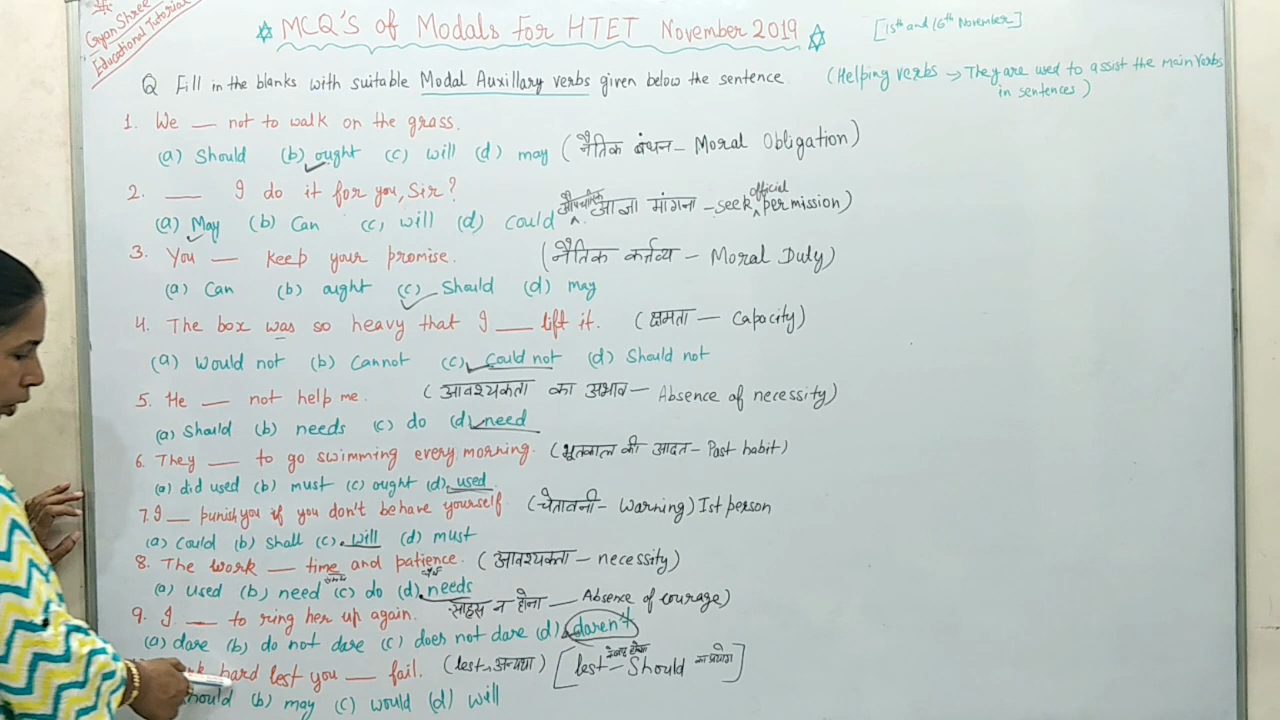 Gyan Shree
Educational Tutorial
MCQ'S of Modals For HTET November 2019
[15th and 16th November]
Q Fill in the blanks with suitable Modal Auxillary verbs given below the sentence.
(Helping verbs → They are used to assist the main verbs in sentences)
1. We — not to walk on the grass.
(a) Should (b) ought (c) will (d) may (नैतिक बंधन – Moral Obligation)
2. — I do it for you, Sir?
(a) May (b) Can (c) will (d) could औपचारिक आज्ञा मांगना – seek official permission)
3. You — keep your promise. (नैतिक कर्तव्य – Moral Duty)
(a) Can (b) ought (c) Should (d) may
4. The box was so heavy that I — lift it. (क्षमता – Capacity)
(a) Would not (b) Cannot (c) Could not (d) Should not
5. He — not help me. (आवश्यकता का अभाव – Absence of necessity)
(a) Should (b) needs (c) do (d) need
6. They — to go swimming every morning. (भूतकाल की आदत – Past habit)
(a) did used (b) must (c) ought (d) used
7. I — punish you if you don't behave yourself. (चेतावनी – Warning) Ist person
(a) Could (b) Shall (c) will (d) must
8. The work — time and patience. (आवश्यकता – necessity)
(a) used (b) need (c) do (d) needs
9. I — to ring her up again. साहस न होना – Absence of courage)
(a) dare (b) do not dare (c) does not dare (d) daren't
hard lest you — fail. (lest, अन्यथा) [lest – Should का प्रयोग]
hould (b) may (c) would (d) will